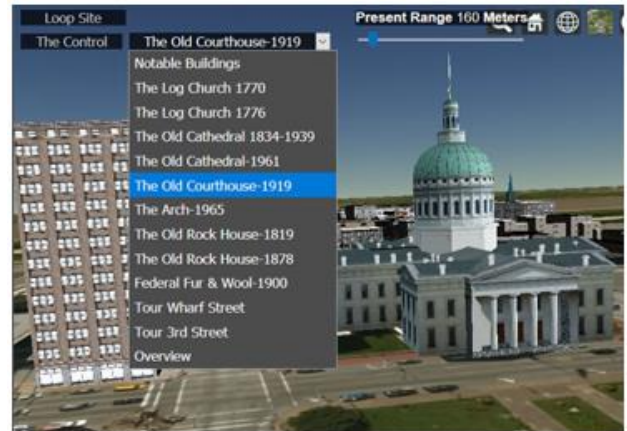 Loop Site
Present Range 160 Meters
The Control
The Old Courthouse-1919
Notable Buildings
The Log Church 1770
The Log Church 1776
The Old Cathedral 1834-1939
The Old Cathedral-1961
The Old Courthouse-1919
The Arch-1965
The Old Rock House-1819
The Old Rock House-1878
Federal Fur & Wool-1900
Tour Wharf Street
Tour 3rd Street
Overview